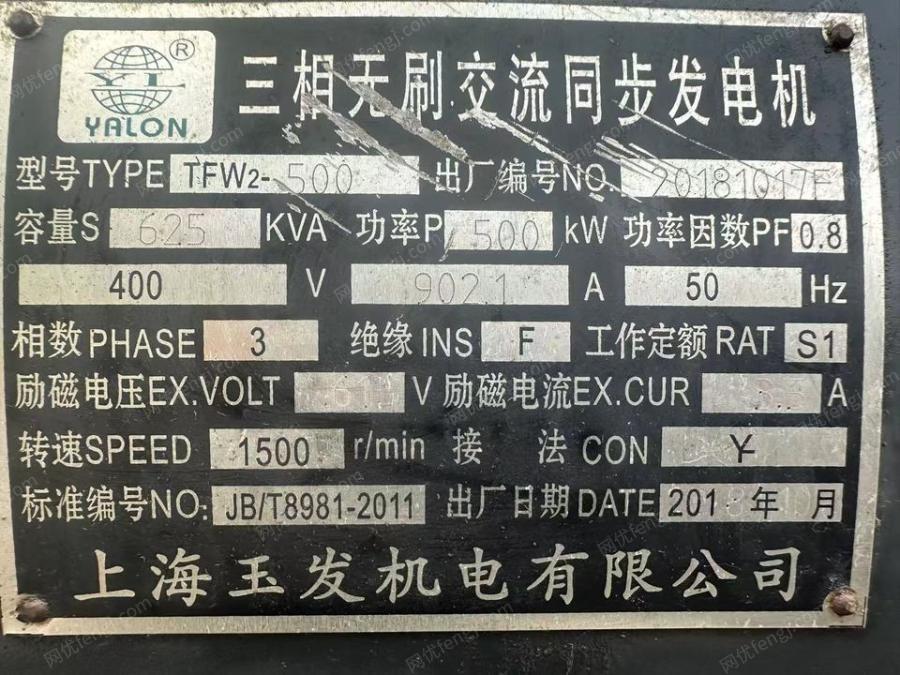 YL
®
YALON
三相无刷交流同步发电机
型号TYPE TFW2-500 出厂编号NO. 20181017F
容量S 625 KVA 功率P 500 kW 功率因数PF 0.8
400 V 902.1 A 50 Hz
相数PHASE 3 绝缘INS F 工作定额RAT S1
励磁电压EX.VOLT V 励磁电流EX.CUR A
转速SPEED 1500 r/min 接 法 CON Y
标准编号NO: JB/T8981-2011 出厂日期DATE 201 年 月
上海玉发机电有限公司